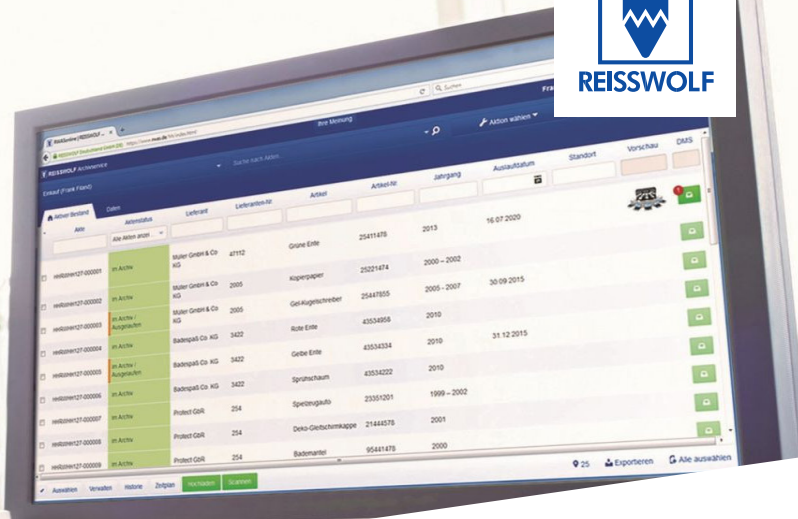 REISSWOLF
REISSWOLF Archivservice
Ihre Meinung
Suchen
Suche nach Akten...
Aktion wählen
Einkauf (Frank Fitand)
Aktiver Bestand
Daten
Akte Aktenstatus Lieferant Lieferanten-Nr. Artikel Artikel-Nr. Jahrgang Auslaufdatum Standort Vorschau DMS
Alle Akten anzei
im Archiv Müller GmbH & Co KG 47112 Grüne Ente 25411476 2013 16.07.2020
im Archiv Müller GmbH & Co KG 2005 Kopierpapier 25221474 2000 – 2002
im Archiv / Ausgelaufen Müller GmbH & Co KG 2005 Gel-Kugelschreiber 25447855 2005 - 2007 30.09.2015
im Archiv Badespaß Co. KG 3422 Rote Ente 43534958 2010
im Archiv / Ausgelaufen Badespaß Co. KG 3422 Gelbe Ente 43534334 2010 31.12.2015
im Archiv Badespaß Co. KG 3422 Sprühschaum 43534222 2010
im Archiv Protect GbR 254 Spielzeugauto 23351201 1999 – 2002
im Archiv Protect GbR 254 Deko-Gleitschirmkappe 21444578 2001
im Archiv Protect GbR 254 Bademantel 95441478 2000
Auswählen Verwalten Historie Zeitplan Hochladen Scannen
25 Exportieren Alle auswählen